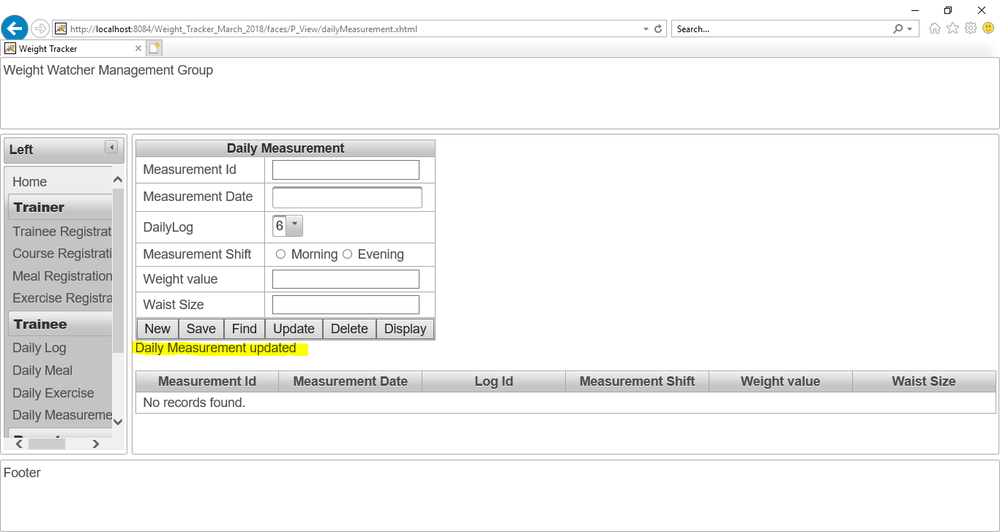 http://localhost:8084/Weight_Tracker_March_2018/faces/P_View/dailyMeasurement.xhtml
Search...
Weight Tracker
Weight Watcher Management Group
Left
Home
Trainer
Trainee Registrat
Course Registrati
Meal Registration
Exercise Registra
Trainee
Daily Log
Daily Meal
Daily Exercise
Daily Measureme
Daily Measurement
Measurement Id
Measurement Date
DailyLog 6
Measurement Shift Morning Evening
Weight value
Waist Size
New Save Find Update Delete Display
Daily Measurement updated
Measurement Id Measurement Date Log Id Measurement Shift Weight value Waist Size
No records found.
Footer